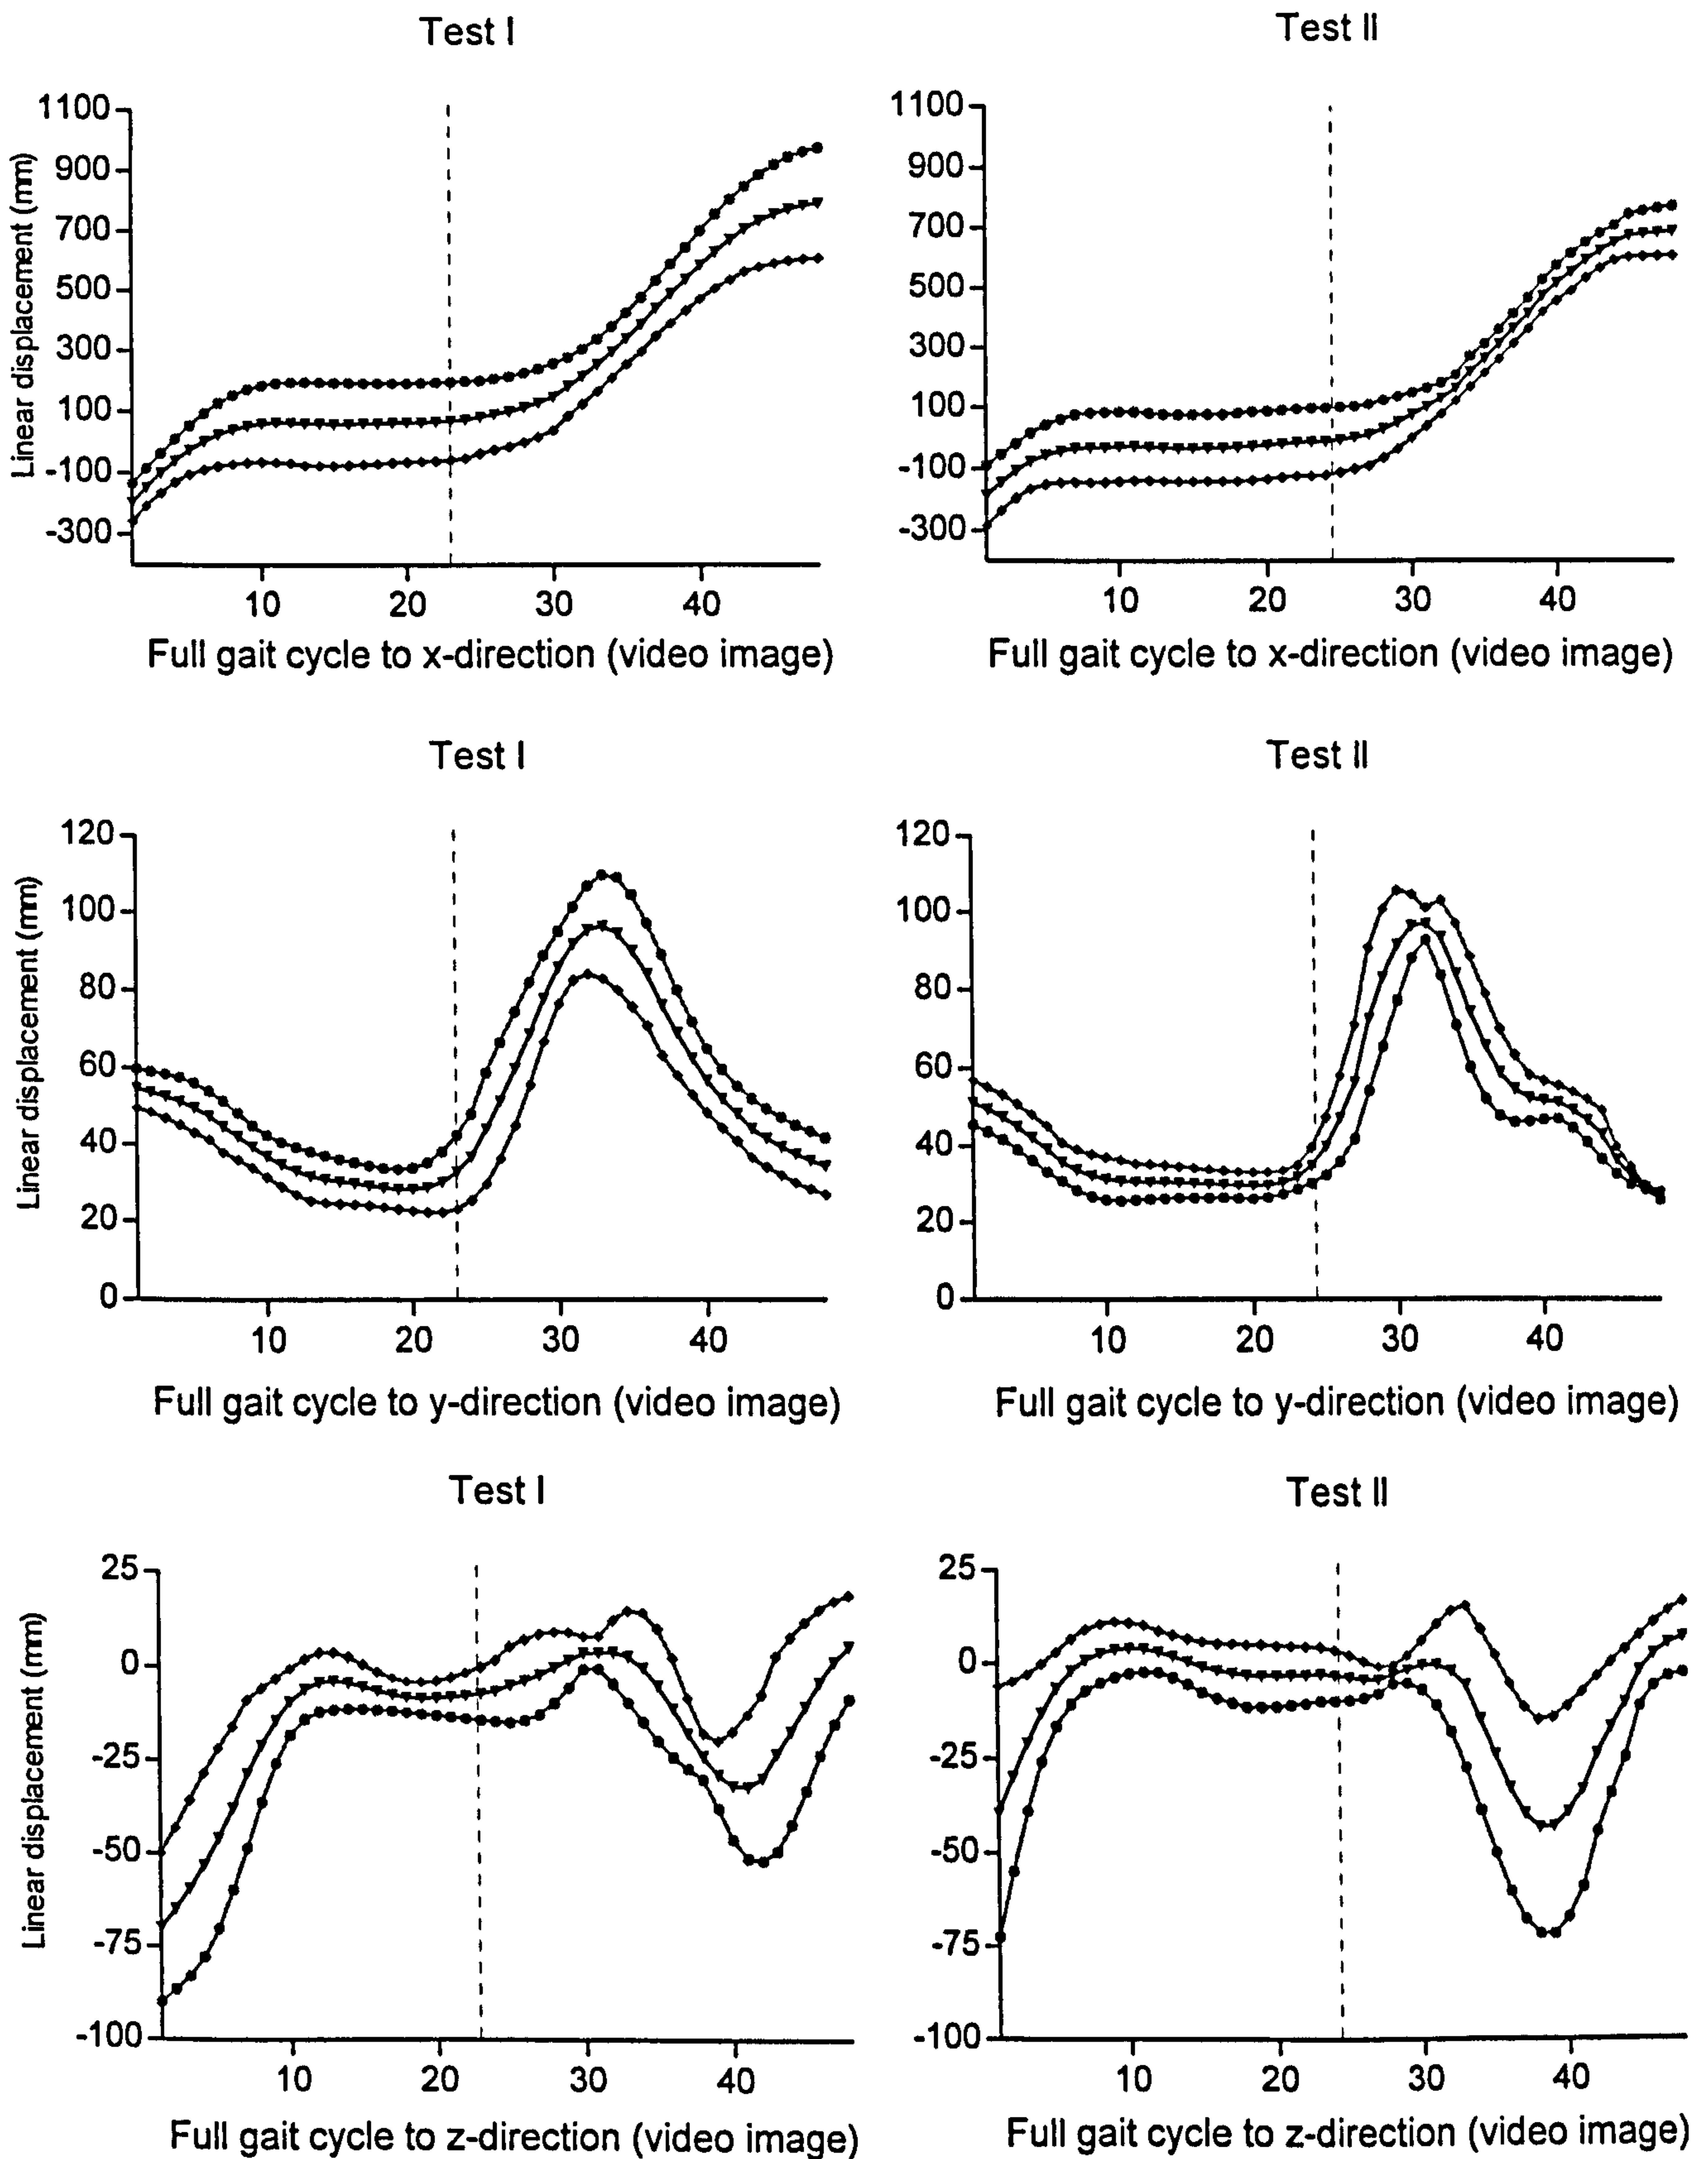 Test I
Test II
1100
900
700
500
300
100
-100
-300
Linear displacement (mm)
10 20 30 40
Full gait cycle to x-direction (video image)
1100
900
700
500
300
100
-100
-300
10 20 30 40
Full gait cycle to x-direction (video image)
Test I
Test II
120
100
80
60
40
20
0
Linear displacement (mm)
10 20 30 40
Full gait cycle to y-direction (video image)
120
100
80
60
40
20
0
10 20 30 40
Full gait cycle to y-direction (video image)
Test I
Test II
25
0
-25
-50
-75
-100
Linear displacement (mm)
10 20 30 40
Full gait cycle to z-direction (video image)
25
0
-25
-50
-75
-100
10 20 30 40
Full gait cycle to z-direction (video image)